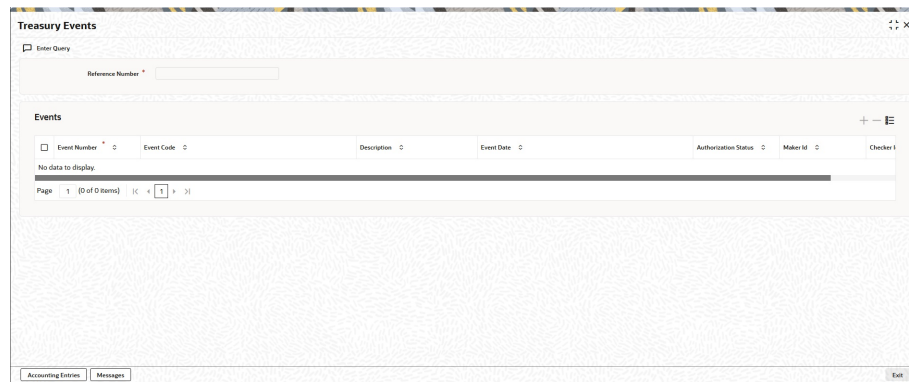 Treasury Events
Enter Query
Reference Number *
Events
Event Number * Event Code Description Event Date Authorization Status Maker Id Checker I
No data to display.
Page 1 (0 of 0 items) 1
Accounting Entries Messages Exit